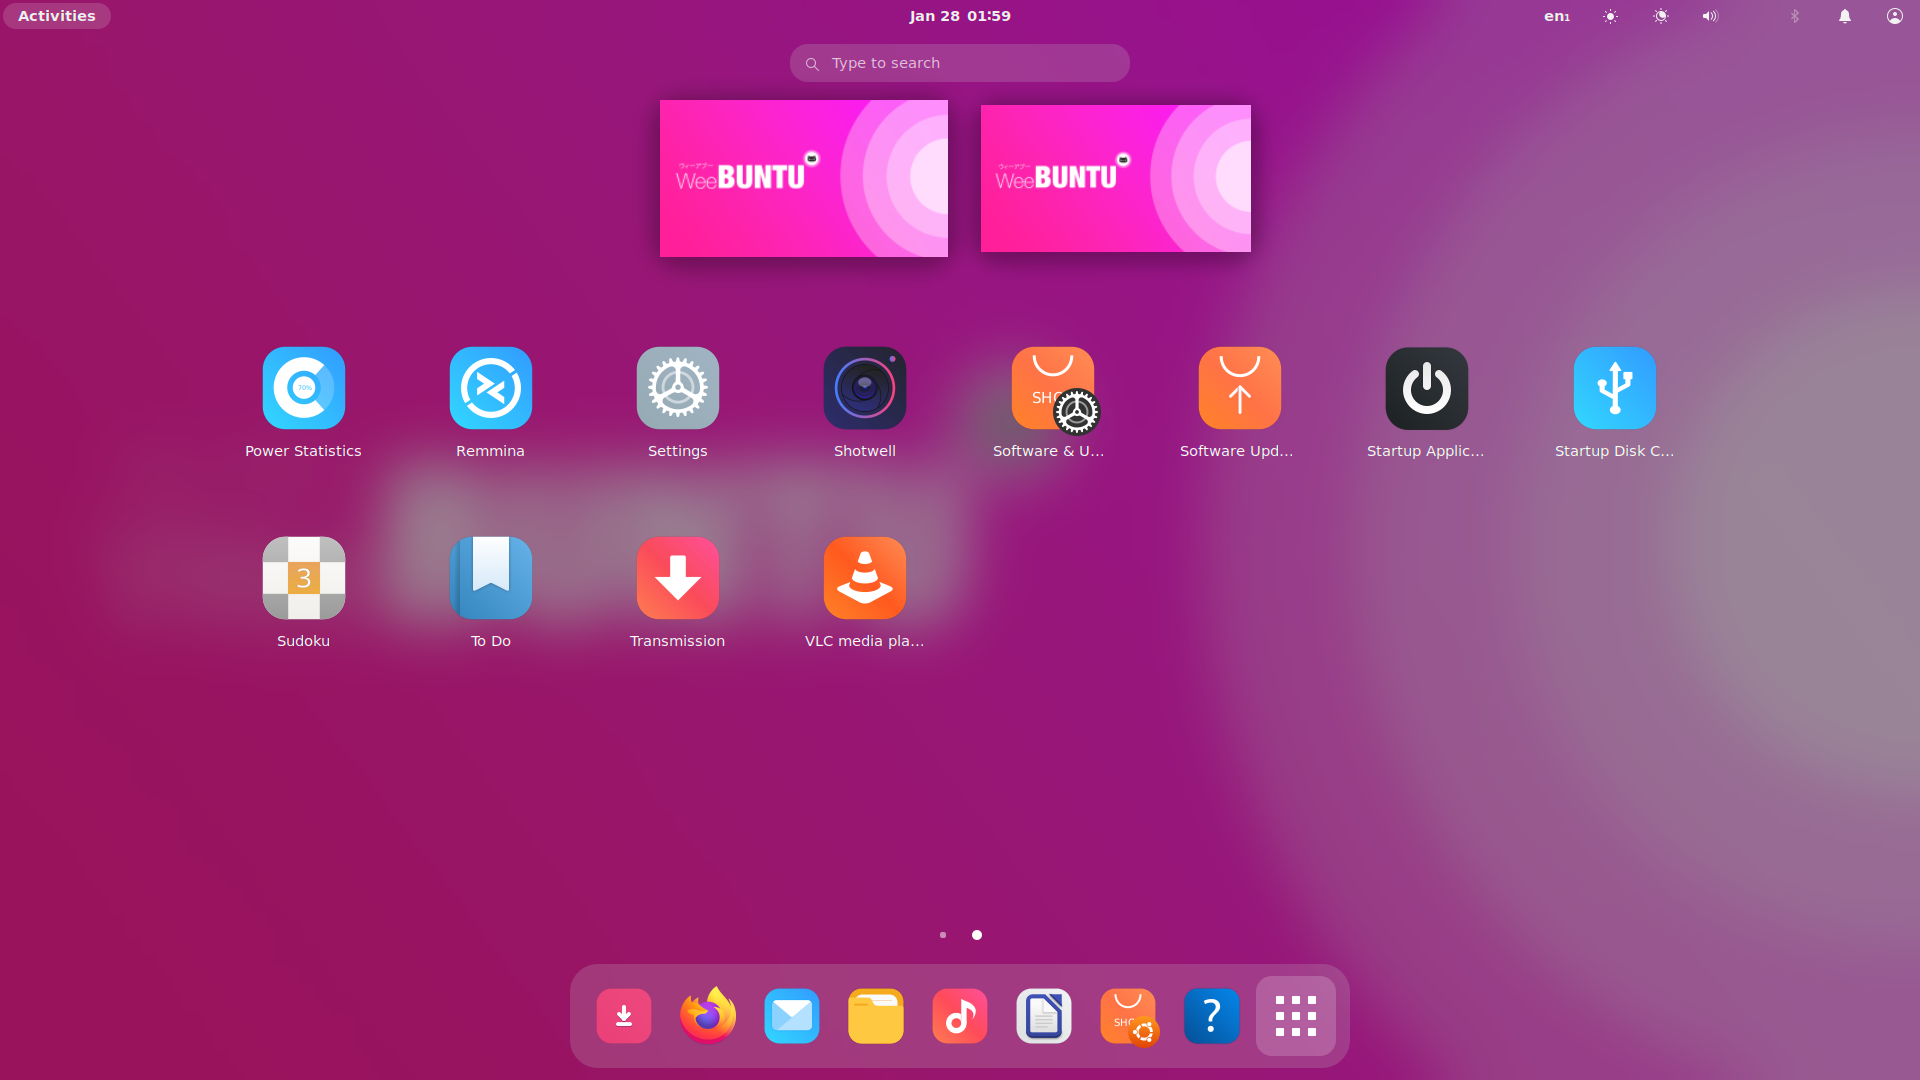 Activities
Jan 28 01:59
en₁
Type to search
ウィーアブー
WeeBUNTU
ウィーアブー
WeeBUNTU
70%
SHO
Power Statistics
Remmina
Settings
Shotwell
Software & U...
Software Upd...
Startup Applic...
Startup Disk C...
3
Sudoku
To Do
Transmission
VLC media pla...
SHO
?